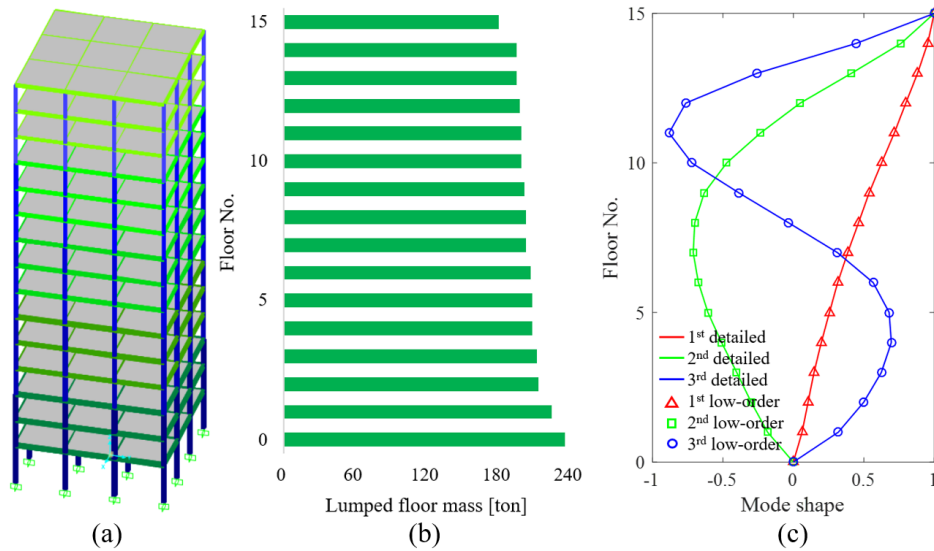 15
10
5
0
Floor No.
0
60
120
180
240
Lumped floor mass [ton]
15
10
5
0
Floor No.
1st detailed
2nd detailed
3rd detailed
1st low-order
2nd low-order
3rd low-order
-1
-0.5
0
0.5
1
Mode shape
(a)
(b)
(c)